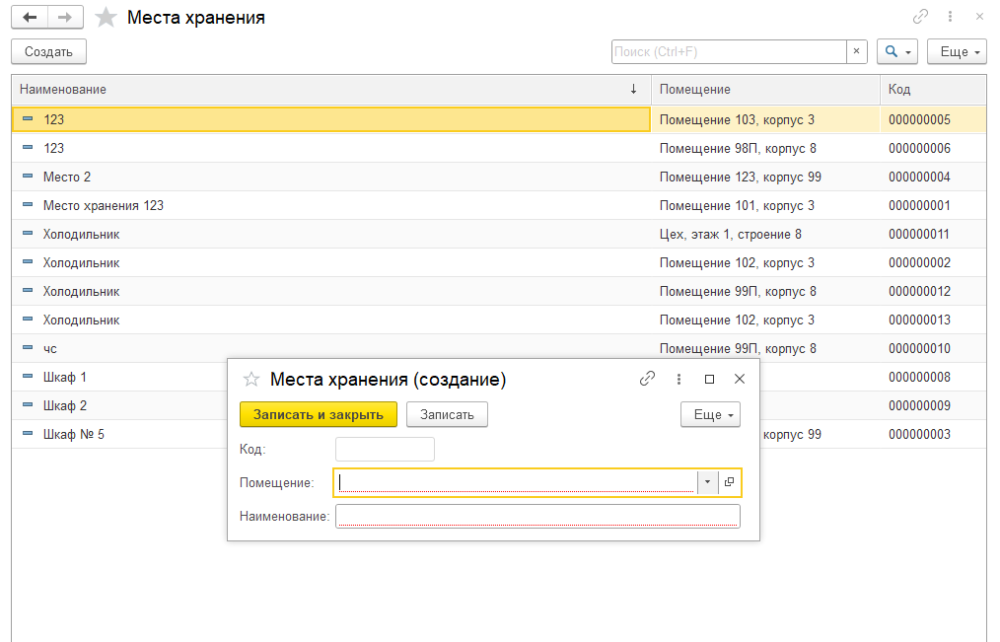 Места хранения
Создать Поиск (Ctrl+F) × Еще
Наименование ↓ Помещение Код
123 Помещение 103, корпус 3 000000005
123 Помещение 98П, корпус 8 000000006
Место 2 Помещение 123, корпус 99 000000004
Место хранения 123 Помещение 101, корпус 3 000000001
Холодильник Цех, этаж 1, строение 8 000000011
Холодильник Помещение 102, корпус 3 000000002
Холодильник Помещение 99П, корпус 8 000000012
Холодильник Помещение 102, корпус 3 000000013
чс Помещение 99П, корпус 8 000000010
Шкаф 1 000000008
Шкаф 2 000000009
Шкаф № 5 корпус 99 000000003
Места хранения (создание)
Записать и закрыть Записать Еще
Код:
Помещение:
Наименование: